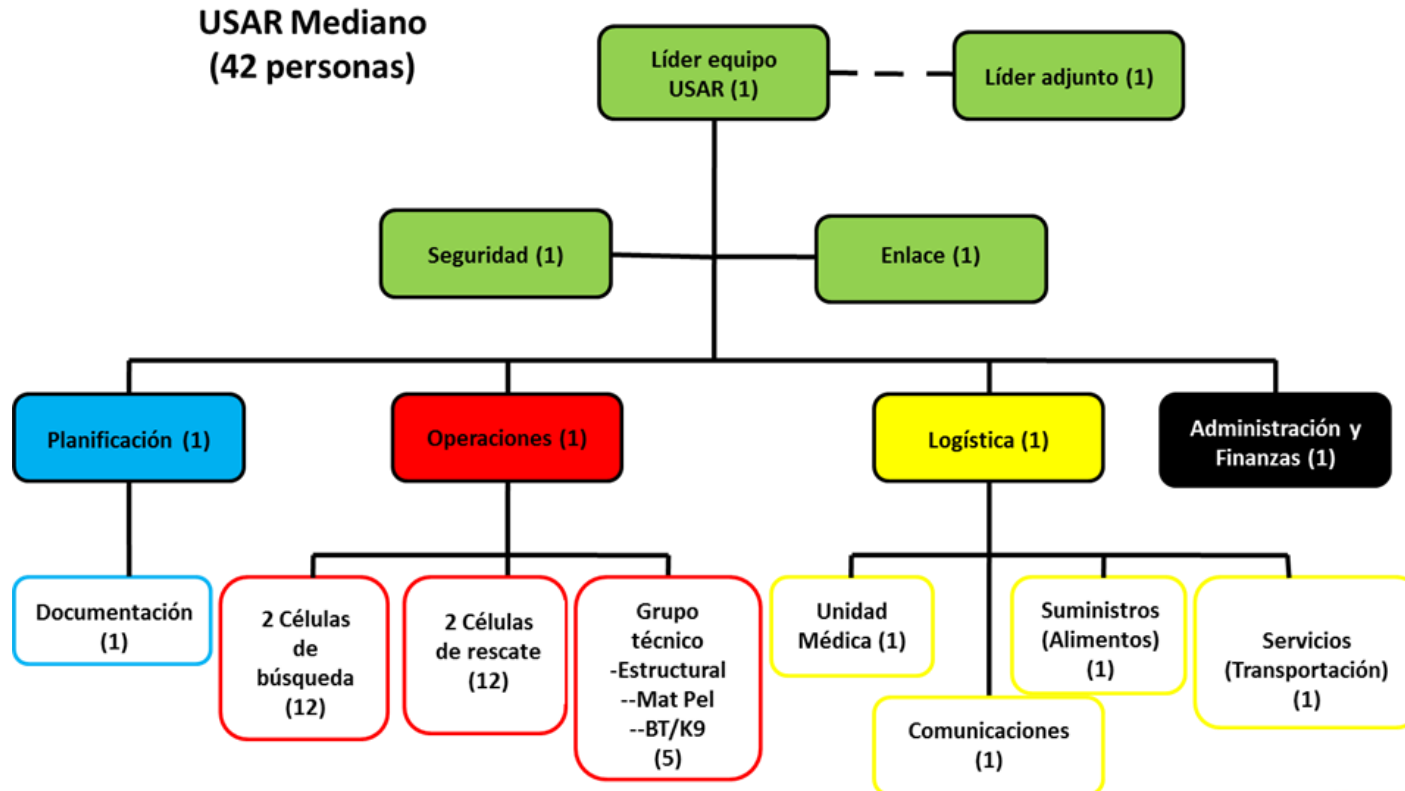 USAR Mediano
(42 personas)
Líder equipo
USAR (1)
Líder adjunto (1)
Seguridad (1)
Enlace (1)
Planificación (1)
Operaciones (1)
Logística (1)
Administración y
Finanzas (1)
Documentación
(1)
2 Células
de
búsqueda
(12)
2 Células
de rescate
(12)
Grupo
técnico
-Estructural
--Mat Pel
--BT/K9
(5)
Unidad
Médica (1)
Comunicaciones
(1)
Suministros
(Alimentos)
(1)
Servicios
(Transportación)
(1)